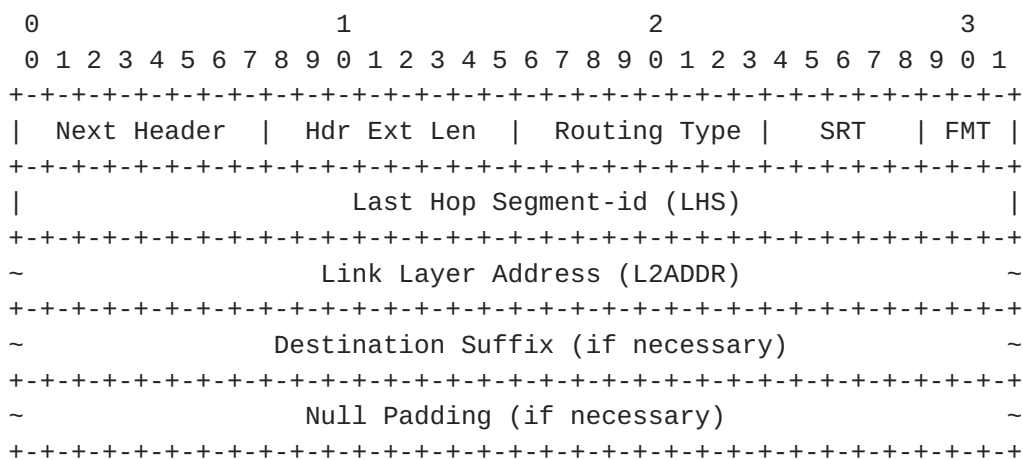 0                   1                   2                   3
 0 1 2 3 4 5 6 7 8 9 0 1 2 3 4 5 6 7 8 9 0 1 2 3 4 5 6 7 8 9 0 1
+-+-+-+-+-+-+-+-+-+-+-+-+-+-+-+-+-+-+-+-+-+-+-+-+-+-+-+-+-+-+-+-+
|  Next Header  |  Hdr Ext Len  |  Routing Type |   SRT   | FMT |
+-+-+-+-+-+-+-+-+-+-+-+-+-+-+-+-+-+-+-+-+-+-+-+-+-+-+-+-+-+-+-+-+
|                     Last Hop Segment-id (LHS)                 |
+-+-+-+-+-+-+-+-+-+-+-+-+-+-+-+-+-+-+-+-+-+-+-+-+-+-+-+-+-+-+-+-+
~                   Link Layer Address (L2ADDR)                 ~
+-+-+-+-+-+-+-+-+-+-+-+-+-+-+-+-+-+-+-+-+-+-+-+-+-+-+-+-+-+-+-+-+
~                Destination Suffix (if necessary)              ~
+-+-+-+-+-+-+-+-+-+-+-+-+-+-+-+-+-+-+-+-+-+-+-+-+-+-+-+-+-+-+-+-+
~                  Null Padding (if necessary)                  ~
+-+-+-+-+-+-+-+-+-+-+-+-+-+-+-+-+-+-+-+-+-+-+-+-+-+-+-+-+-+-+-+-+